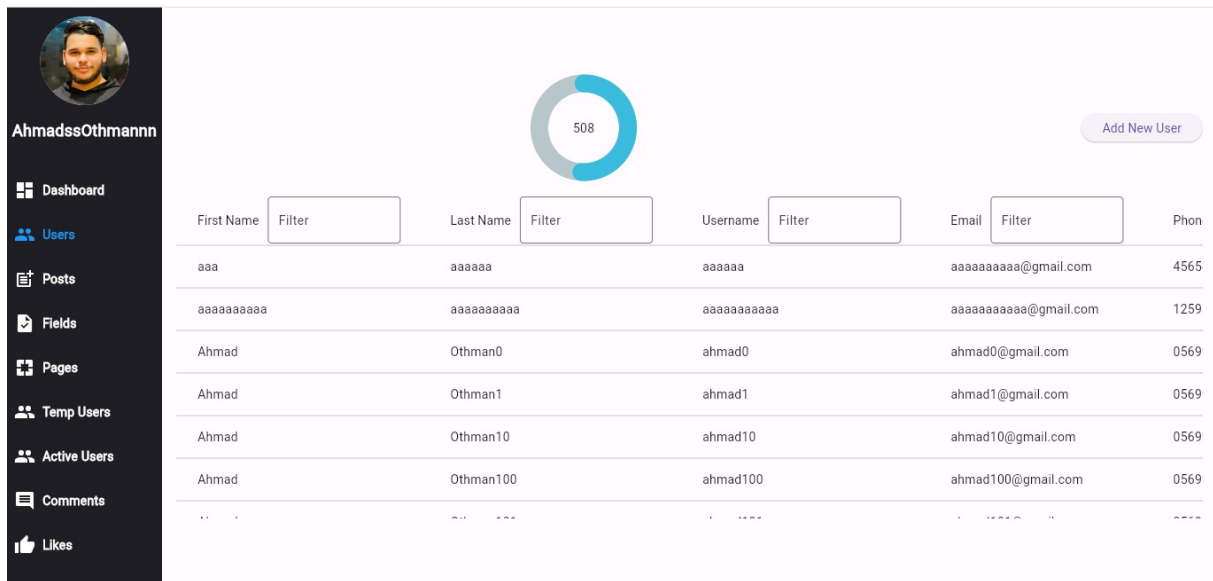 AhmadssOthmannn
Dashboard
Users
Posts
Fields
Pages
Temp Users
Active Users
Comments
Likes
508
Add New User
First Name Filter Last Name Filter Username Filter Email Filter Phon
aaa aaaaaa aaaaaa aaaaaaaaaa@gmail.com 4565
aaaaaaaaaa aaaaaaaaaa aaaaaaaaaaa aaaaaaaaaaa@gmail.com 1259
Ahmad Othman0 ahmad0 ahmad0@gmail.com 0569
Ahmad Othman1 ahmad1 ahmad1@gmail.com 0569
Ahmad Othman10 ahmad10 ahmad10@gmail.com 0569
Ahmad Othman100 ahmad100 ahmad100@gmail.com 0569